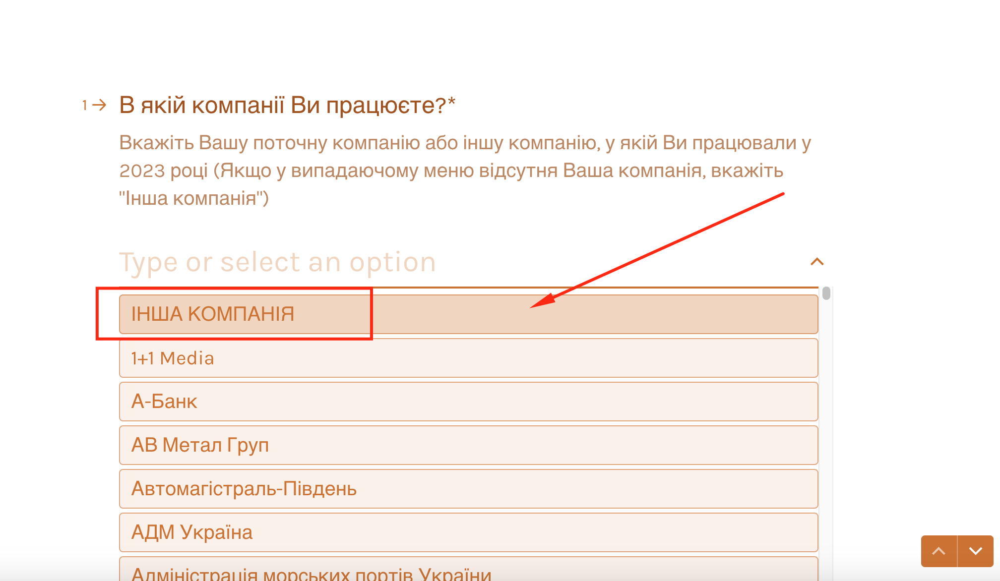 1→ В якій компанії Ви працюєте?*
Вкажіть Вашу поточну компанію або іншу компанію, у якій Ви працювали у
2023 році (Якщо у випадаючому меню відсутня Ваша компанія, вкажіть
"Інша компанія")
Type or select an option
ІНША КОМПАНІЯ
1+1 Media
А-Банк
АВ Метал Груп
Автомагістраль-Південь
АДМ Україна
Адміністрація морських портів України